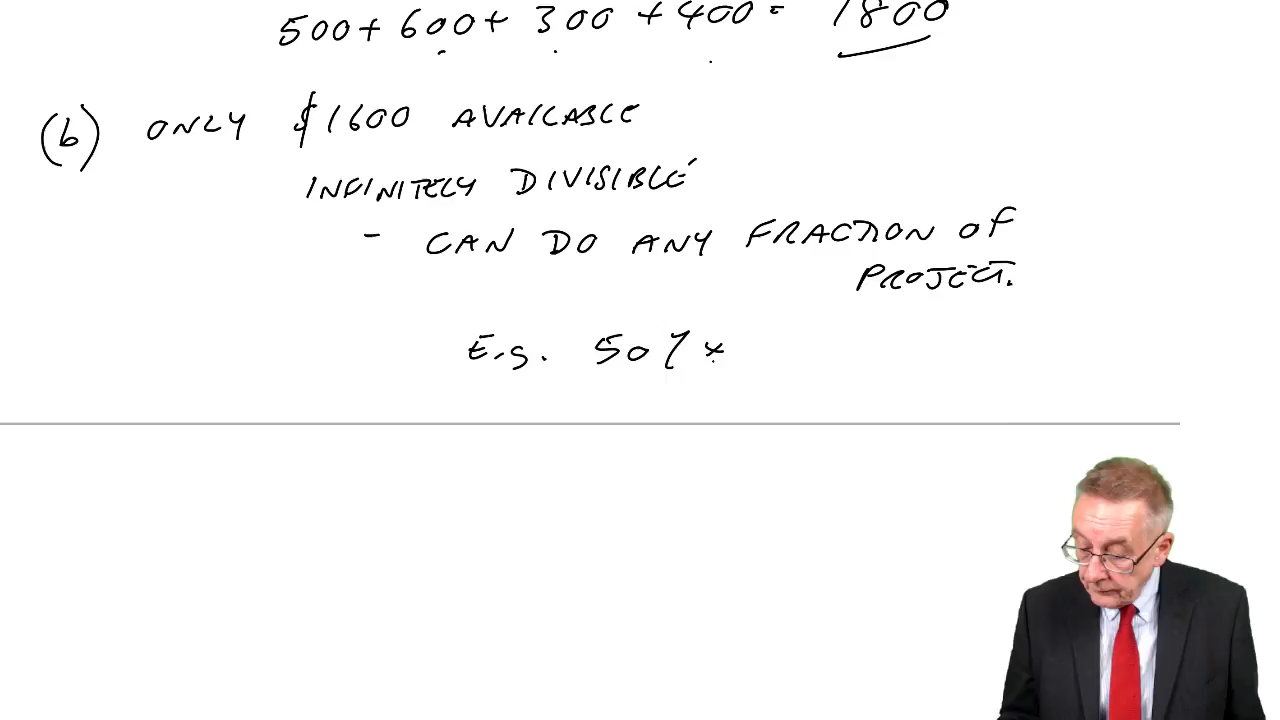 500 + 600 + 300 + 400 = 1800
(b) ONLY $1600 AVAILABLE
INFINITELY DIVISIBLE
- CAN DO ANY FRACTION OF
PROJECT.
E.g. 50%